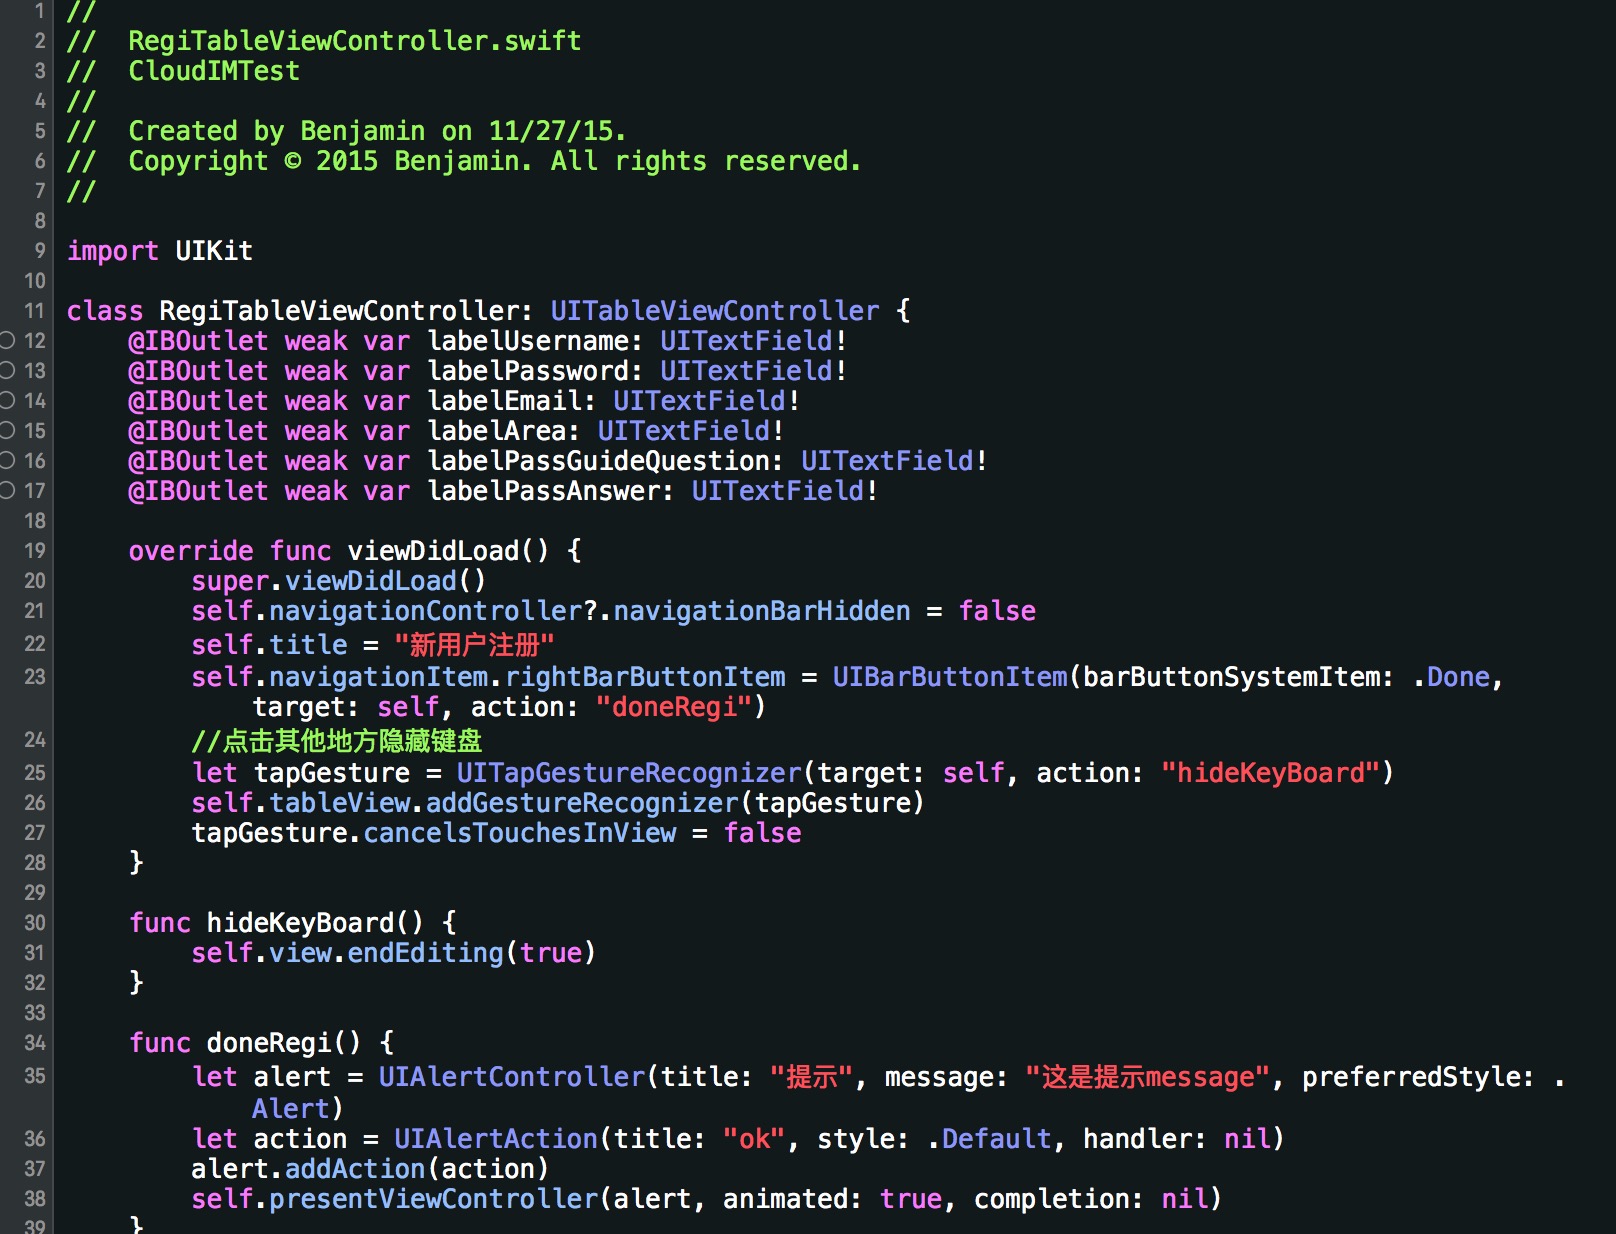 1 //
2 //  RegiTableViewController.swift
3 //  CloudIMTest
4 //
5 //  Created by Benjamin on 11/27/15.
6 //  Copyright © 2015 Benjamin. All rights reserved.
7 //
8
9 import UIKit
10
11 class RegiTableViewController: UITableViewController {
12     @IBOutlet weak var labelUsername: UITextField!
13     @IBOutlet weak var labelPassword: UITextField!
14     @IBOutlet weak var labelEmail: UITextField!
15     @IBOutlet weak var labelArea: UITextField!
16     @IBOutlet weak var labelPassGuideQuestion: UITextField!
17     @IBOutlet weak var labelPassAnswer: UITextField!
18
19     override func viewDidLoad() {
20         super.viewDidLoad()
21         self.navigationController?.navigationBarHidden = false
22         self.title = "新用户注册"
23         self.navigationItem.rightBarButtonItem = UIBarButtonItem(barButtonSystemItem: .Done,
            target: self, action: "doneRegi")
24         //点击其他地方隐藏键盘
25         let tapGesture = UITapGestureRecognizer(target: self, action: "hideKeyBoard")
26         self.tableView.addGestureRecognizer(tapGesture)
27         tapGesture.cancelsTouchesInView = false
28     }
29
30     func hideKeyBoard() {
31         self.view.endEditing(true)
32     }
33
34     func doneRegi() {
35         let alert = UIAlertController(title: "提示", message: "这是提示message", preferredStyle: .
            Alert)
36         let action = UIAlertAction(title: "ok", style: .Default, handler: nil)
37         alert.addAction(action)
38         self.presentViewController(alert, animated: true, completion: nil)
39     }